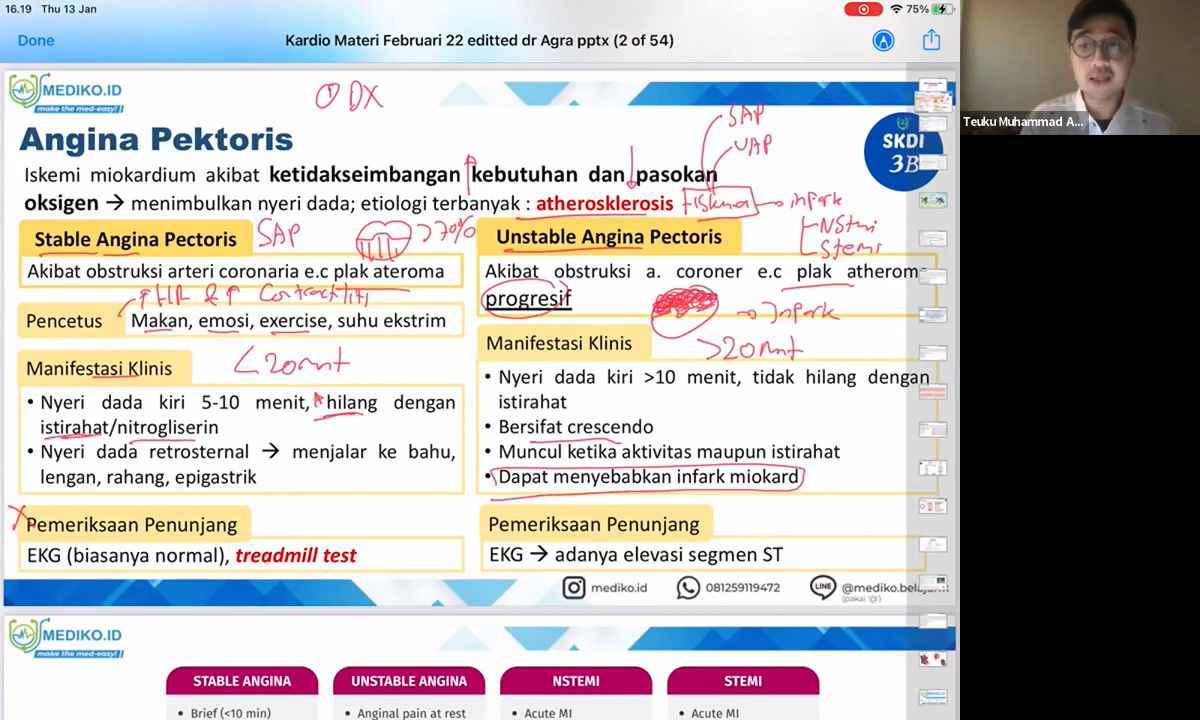 16.19 Thu 13 Jan
75%
Done
Kardio Materi Februari 22 editted dr Agra pptx (2 of 54)
MEDIKO.ID
make the med-easy!
DX
Angina Pektoris
SAP
UAP
SKDI
3B
Iskemi miokardium akibat ketidakseimbangan kebutuhan dan pasokan
oksigen → menimbulkan nyeri dada; etiologi terbanyak : atherosklerosis
infark
NStemi
Stemi
Stable Angina Pectoris
SAP
>70%
Akibat obstruksi arteri coronaria e.c plak ateroma
↑HR & ↑ Contractility
Pencetus
Makan, emosi, exercise, suhu ekstrim
Manifestasi Klinis
<20mnt
• Nyeri dada kiri 5-10 menit, hilang dengan
istirahat/nitrogliserin
• Nyeri dada retrosternal → menjalar ke bahu,
lengan, rahang, epigastrik
Pemeriksaan Penunjang
EKG (biasanya normal), treadmill test
Unstable Angina Pectoris
Akibat obstruksi a. coroner e.c plak atherom
progresif
→ Infark
Manifestasi Klinis
>20mnt
• Nyeri dada kiri >10 menit, tidak hilang dengan
istirahat
• Bersifat crescendo
• Muncul ketika aktivitas maupun istirahat
• Dapat menyebabkan infark miokard
Pemeriksaan Penunjang
EKG → adanya elevasi segmen ST
mediko.id
081259119472
@mediko.belajar
(pakai '@')
Teuku Muhammad A...
MEDIKO.ID
make the med-easy!
STABLE ANGINA
UNSTABLE ANGINA
NSTEMI
STEMI
• Brief (<10 min)
• Anginal pain at rest
• Acute MI
• Acute MI